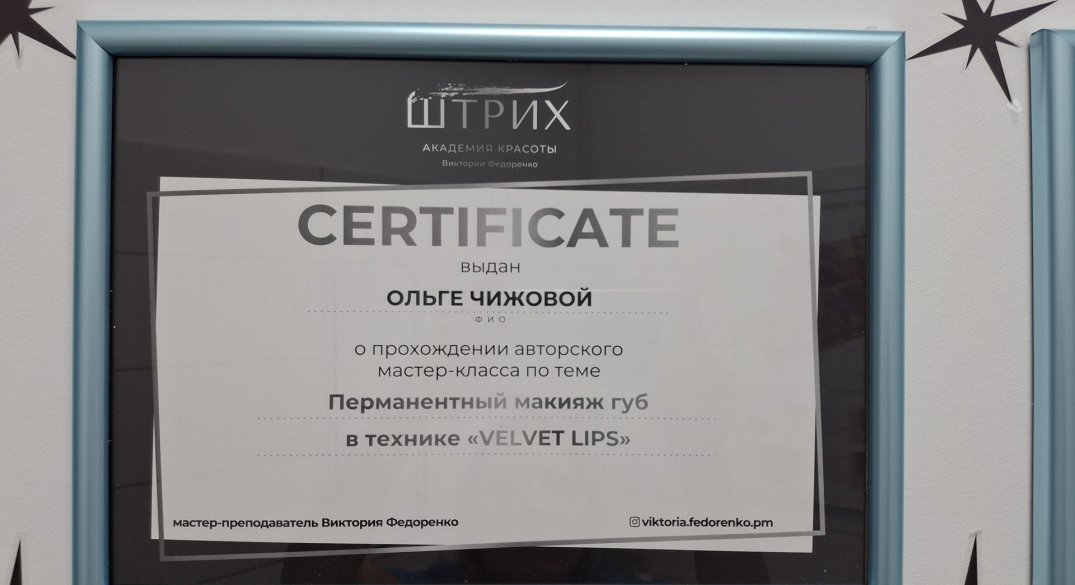 ШТРИХ
АКАДЕМИЯ КРАСОТЫ
Виктории Федоренко
CERTIFICATE
выдан
ОЛЬГЕ ЧИЖОВОЙ
ФИО
о прохождении авторского
мастер-класса по теме
Перманентный макияж губ
в технике «VELVET LIPS»
мастер-преподаватель Виктория Федоренко
viktoria.fedorenko.pm